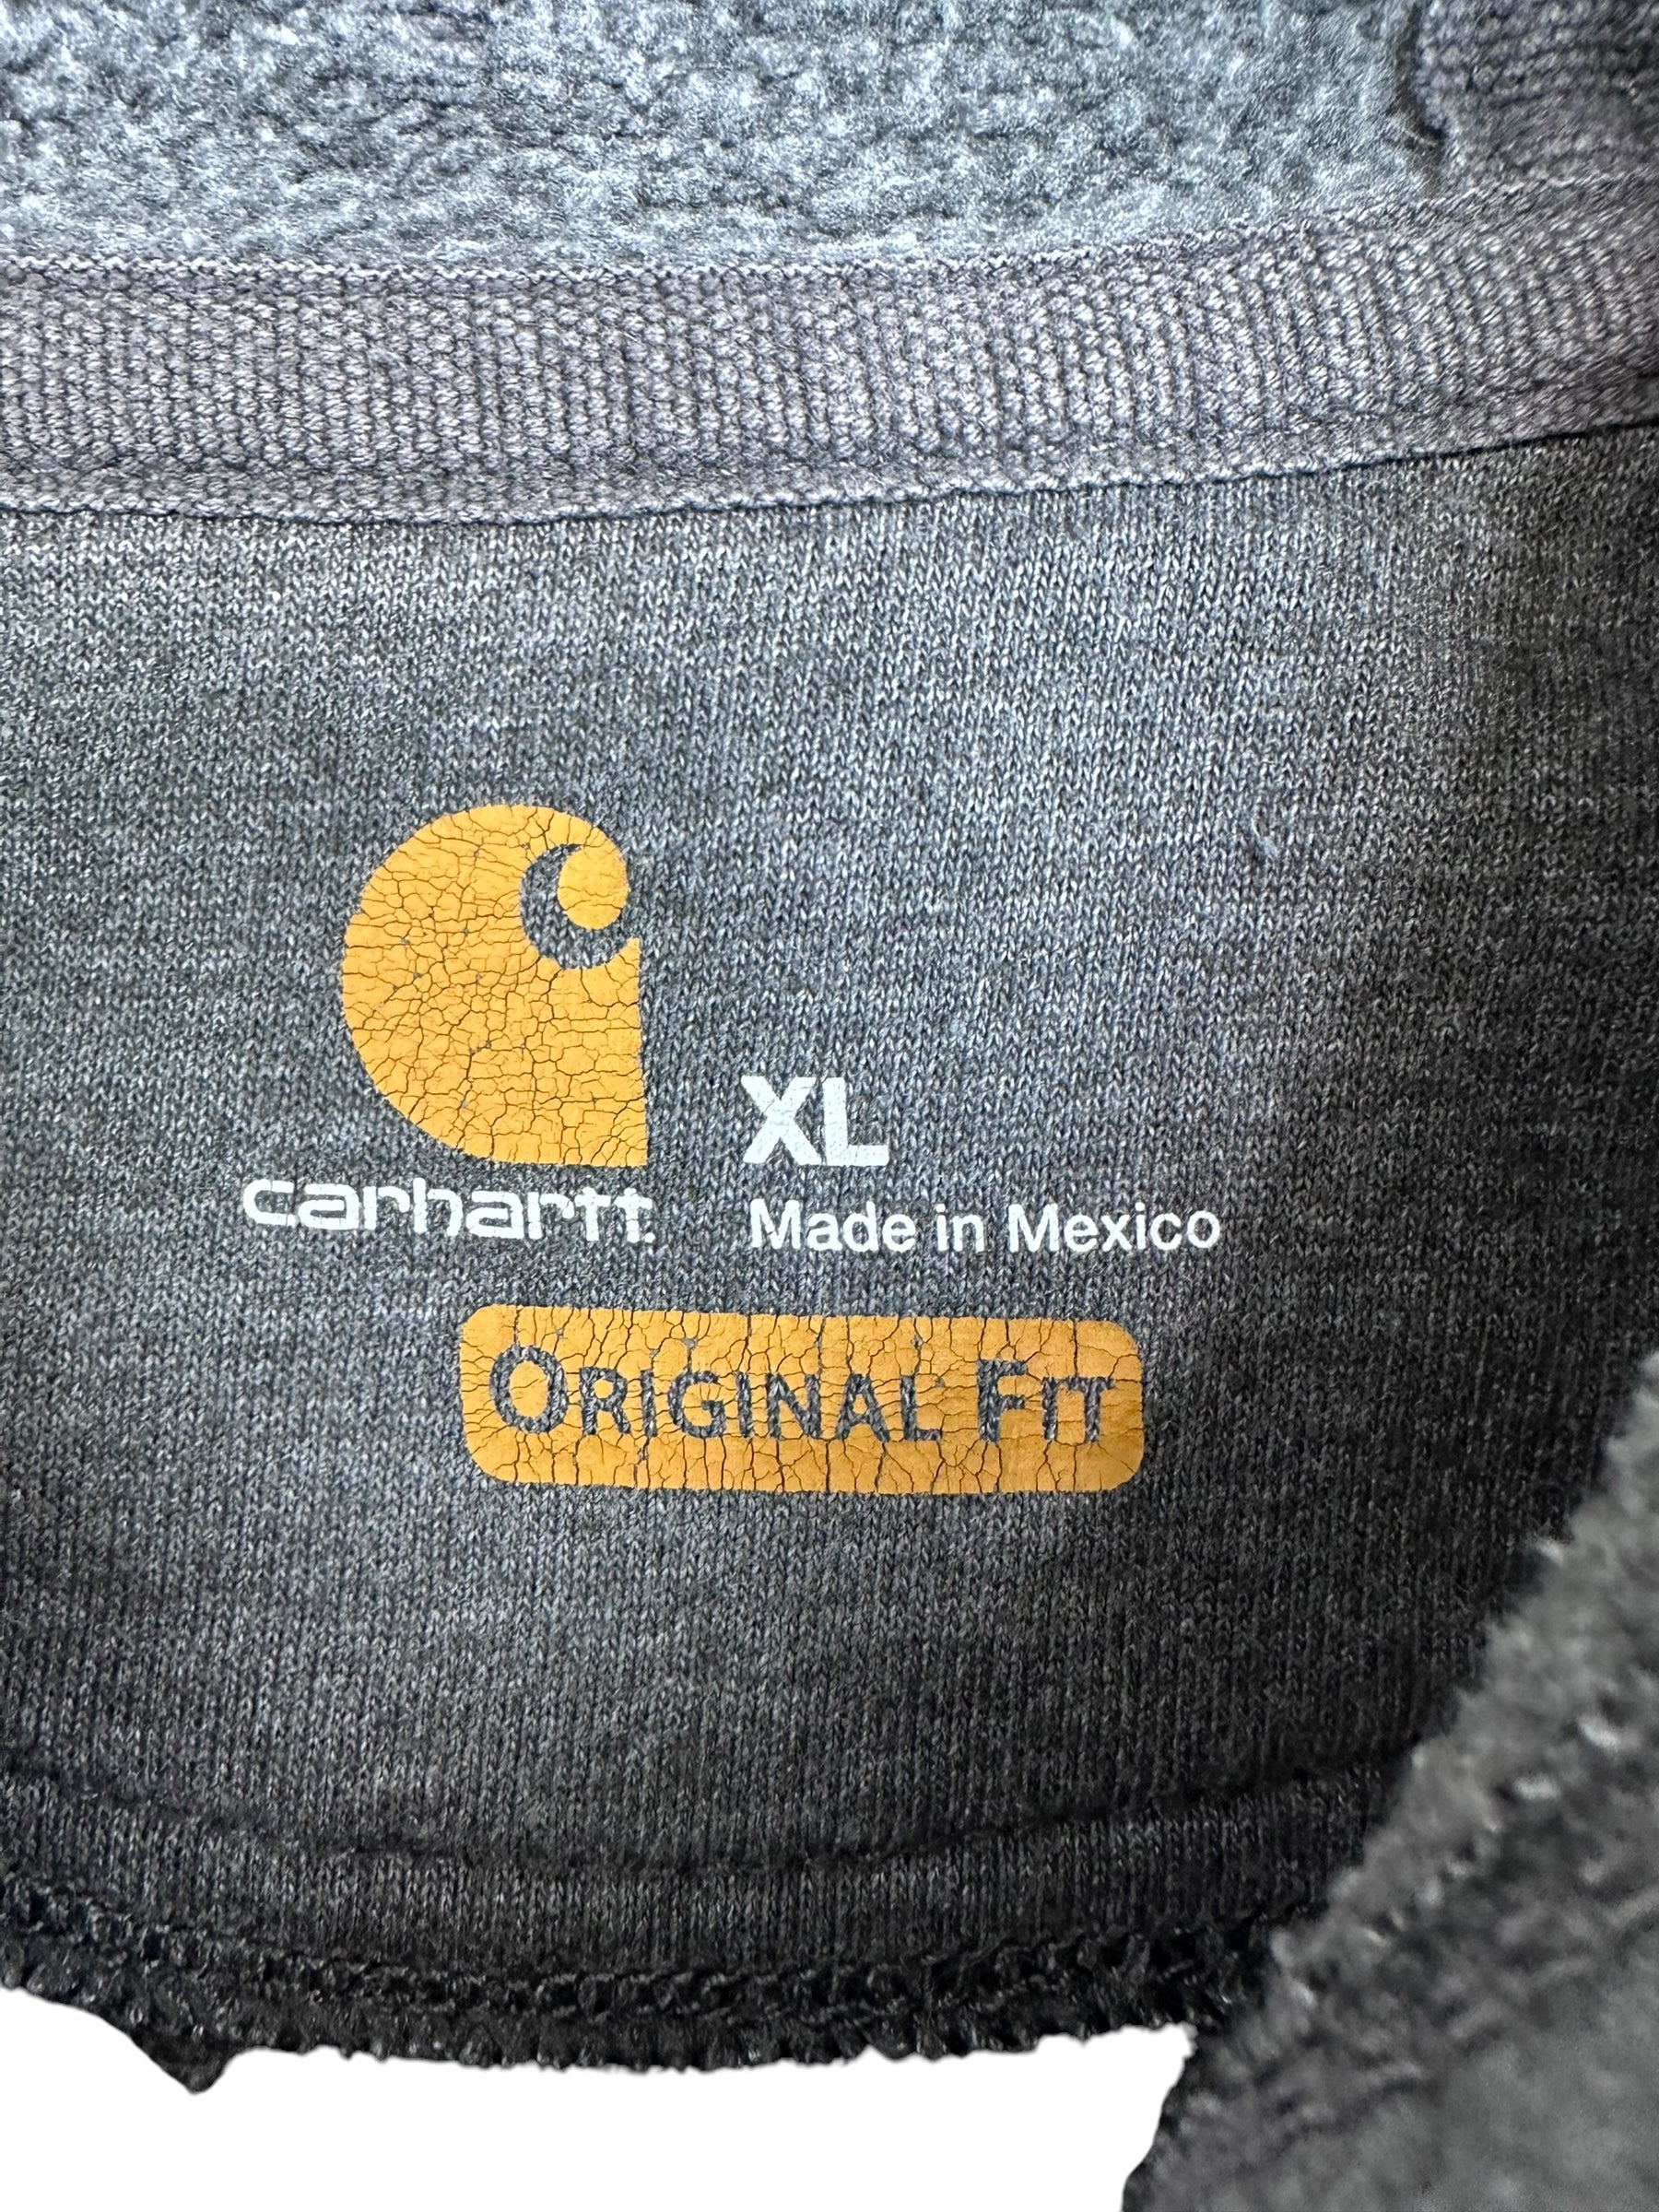 XL
carhartt.
Made in Mexico
ORIGINAL FIT